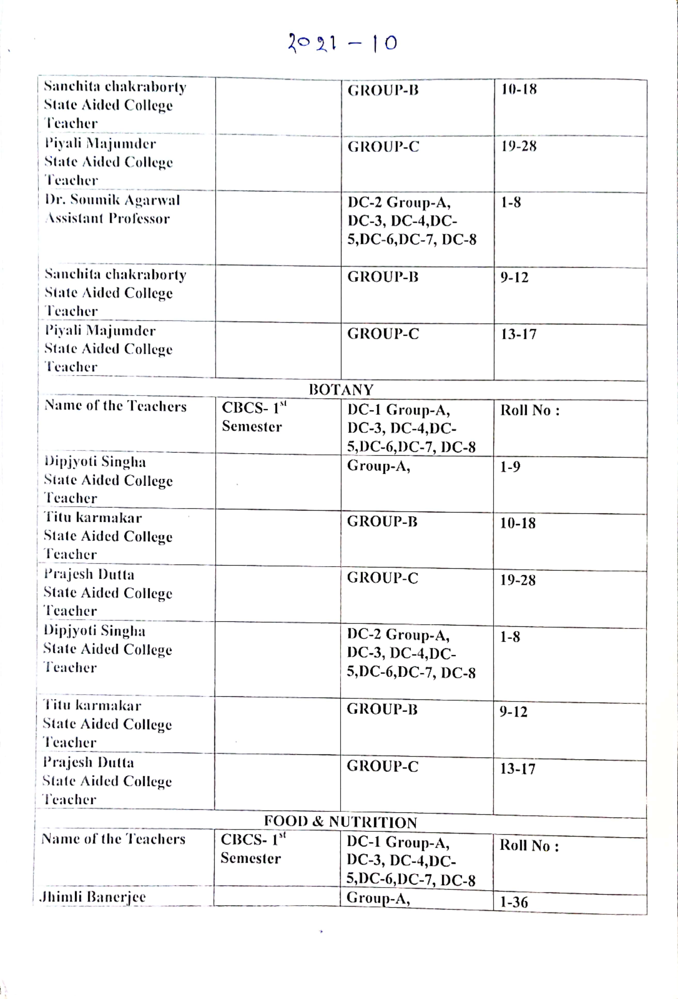 2021 - 10
Sanchita chakraborty
State Aided College
Teacher
GROUP-B
10-18
Piyali Majumder
State Aided College
Teacher
GROUP-C
19-28
Dr. Soumik Agarwal
Assistant Professor
DC-2 Group-A,
DC-3, DC-4,DC-
5,DC-6,DC-7, DC-8
1-8
Sanchita chakraborty
State Aided College
Teacher
GROUP-B
9-12
Piyali Majumder
State Aided College
Teacher
GROUP-C
13-17
BOTANY
Name of the Teachers
CBCS- 1st
Semester
DC-1 Group-A,
DC-3, DC-4,DC-
5,DC-6,DC-7, DC-8
Roll No :
Dipjyoti Singha
State Aided College
Teacher
Group-A,
1-9
Titu karmakar
State Aided College
Teacher
GROUP-B
10-18
Prajesh Dutta
State Aided College
Teacher
GROUP-C
19-28
Dipjyoti Singha
State Aided College
Teacher
DC-2 Group-A,
DC-3, DC-4,DC-
5,DC-6,DC-7, DC-8
1-8
Titu karmakar
State Aided College
Teacher
GROUP-B
9-12
Prajesh Dutta
State Aided College
Teacher
GROUP-C
13-17
FOOD & NUTRITION
Name of the Teachers
CBCS- 1st
Semester
DC-1 Group-A,
DC-3, DC-4,DC-
5,DC-6,DC-7, DC-8
Roll No :
Jhimli Banerjee
Group-A,
1-36